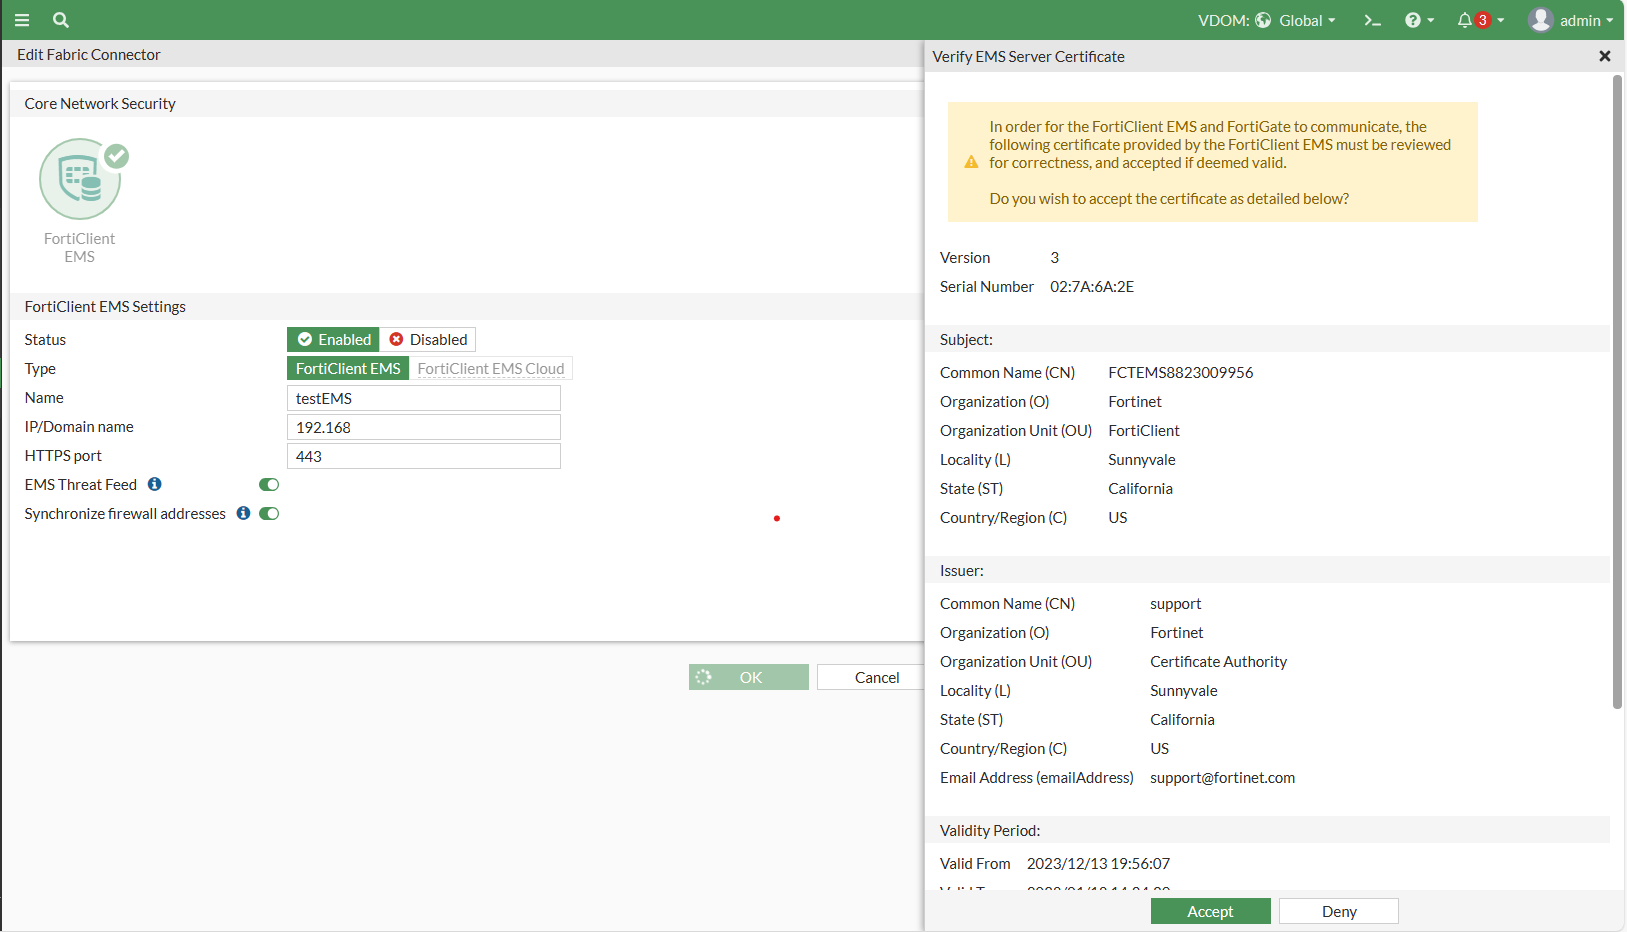 VDOM: Global
3
admin
Edit Fabric Connector
Core Network Security
FortiClient
EMS
FortiClient EMS Settings
Status Enabled Disabled
Type FortiClient EMS FortiClient EMS Cloud
Name testEMS
IP/Domain name 192.168
HTTPS port 443
EMS Threat Feed
Synchronize firewall addresses
OK Cancel
Verify EMS Server Certificate
In order for the FortiClient EMS and FortiGate to communicate, the
following certificate provided by the FortiClient EMS must be reviewed
for correctness, and accepted if deemed valid.
Do you wish to accept the certificate as detailed below?
Version 3
Serial Number 02:7A:6A:2E
Subject:
Common Name (CN) FCTEMS8823009956
Organization (O) Fortinet
Organization Unit (OU) FortiClient
Locality (L) Sunnyvale
State (ST) California
Country/Region (C) US
Issuer:
Common Name (CN) support
Organization (O) Fortinet
Organization Unit (OU) Certificate Authority
Locality (L) Sunnyvale
State (ST) California
Country/Region (C) US
Email Address (emailAddress) support@fortinet.com
Validity Period:
Valid From 2023/12/13 19:56:07
Accept Deny